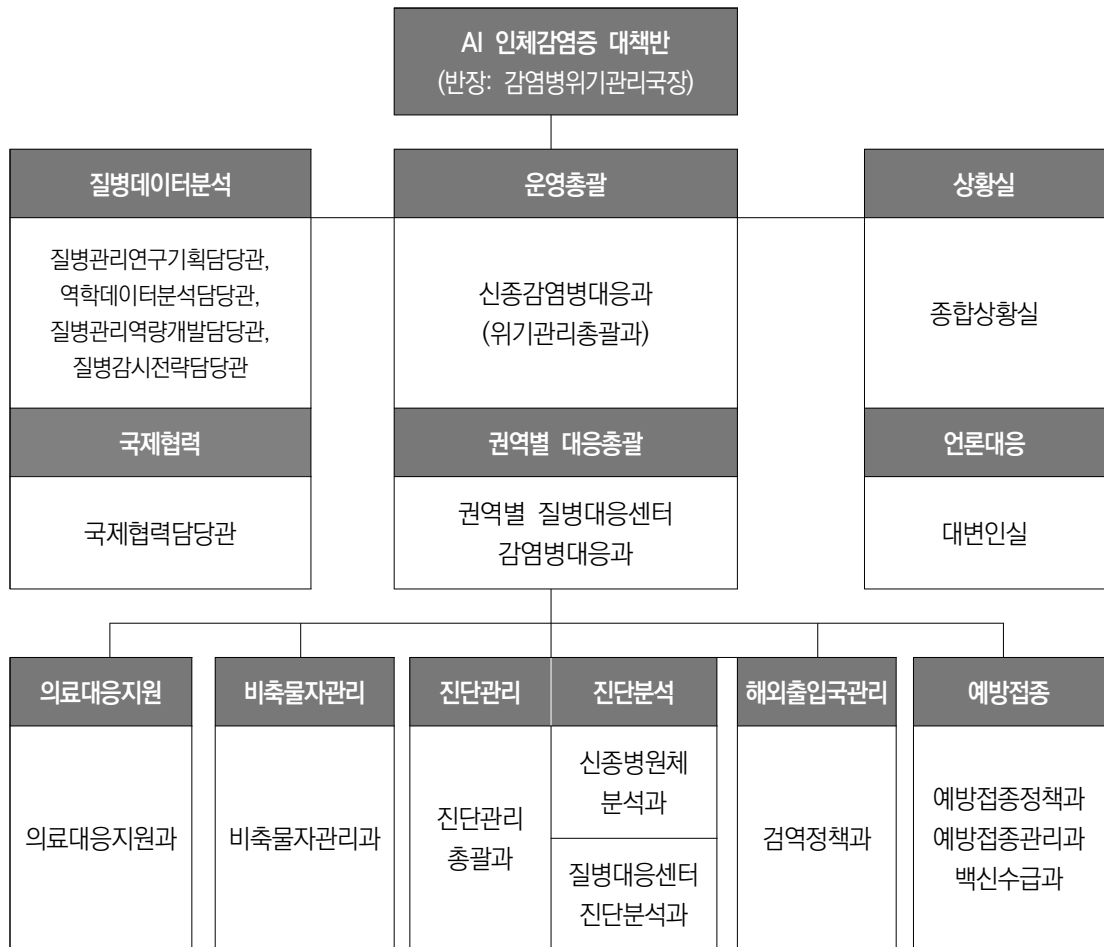 AI 인체감염증 대책반
(반장: 감염병위기관리국장)
질병데이터분석
질병관리연구기획담당관,
역학데이터분석담당관,
질병관리역량개발담당관,
질병감시전략담당관
국제협력
국제협력담당관
운영총괄
신종감염병대응과
(위기관리총괄과)
권역별 대응총괄
권역별 질병대응센터
감염병대응과
상황실
종합상황실
언론대응
대변인실
의료대응지원
의료대응지원과
비축물자관리
비축물자관리과
진단관리
진단관리
총괄과
진단분석
신종병원체
분석과
질병대응센터
진단분석과
해외출입국관리
검역정책과
예방접종
예방접종정책과
예방접종관리과
백신수급과